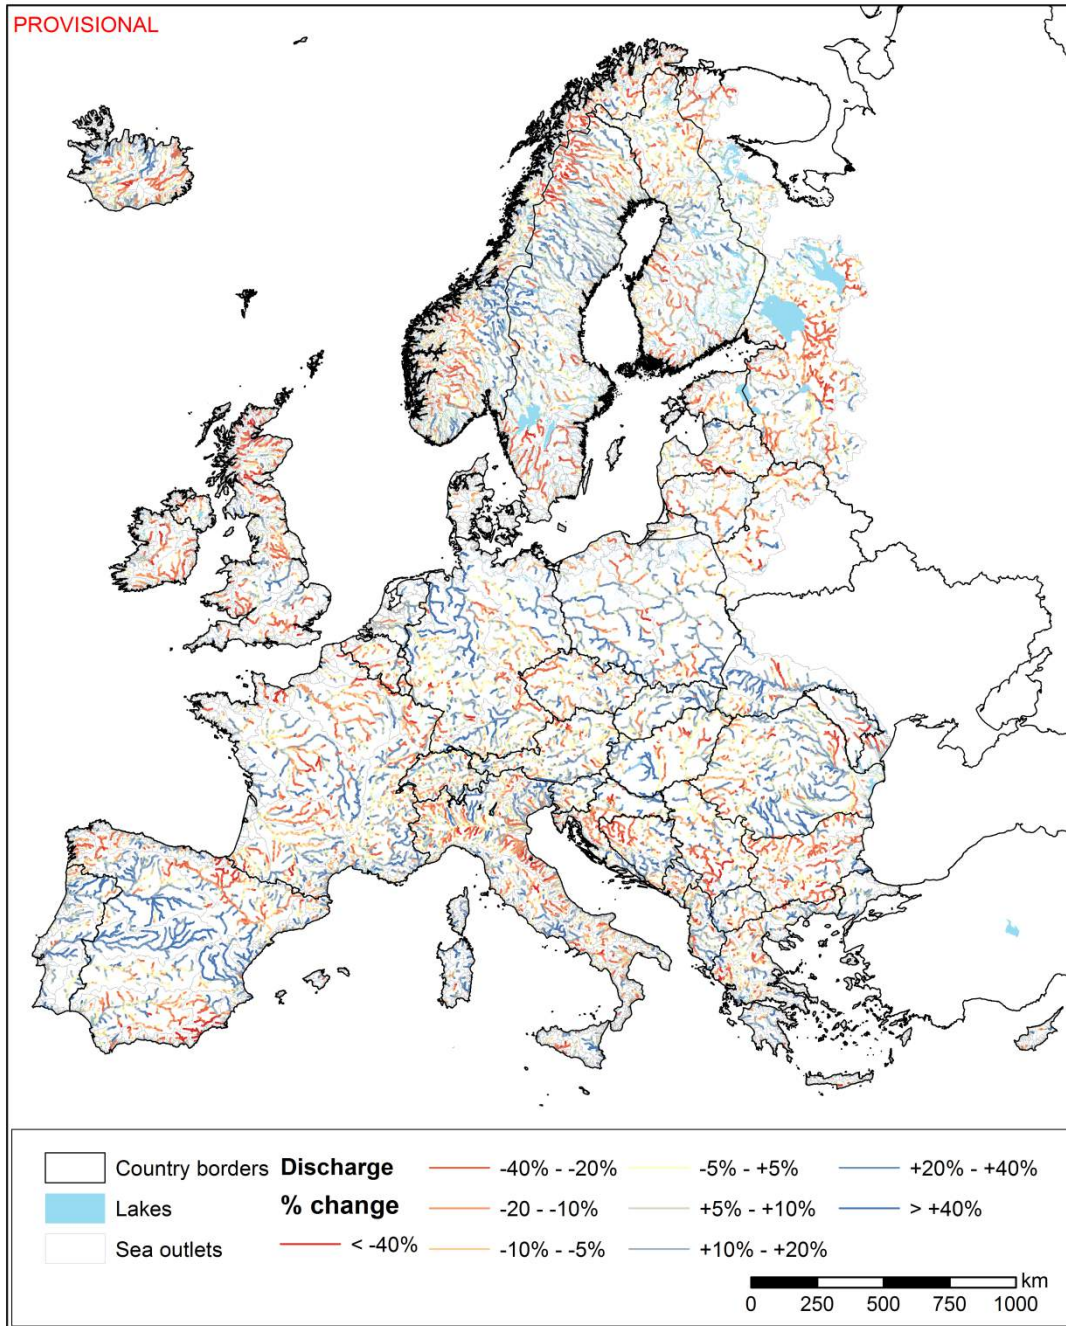 PROVISIONAL
Country borders
Lakes
Sea outlets
Discharge
% change
< -40%
-40% - -20%
-20 - -10%
-10% - -5%
-5% - +5%
+5% - +10%
+10% - +20%
+20% - +40%
> +40%
km
0 250 500 750 1000